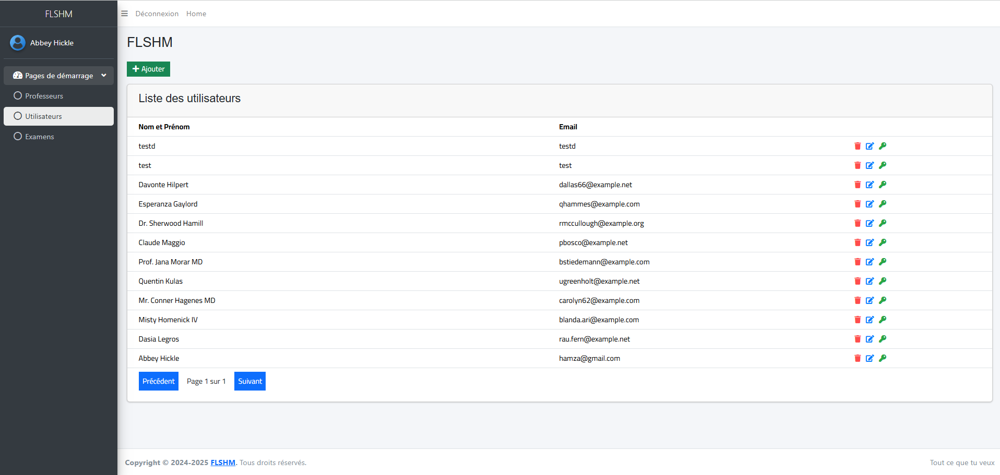 FLSHM
Déconnexion Home
Abbey Hickle
Pages de démarrage
Professeurs
Utilisateurs
Examens
FLSHM
Ajouter
Liste des utilisateurs
Nom et Prénom Email
testd testd
test test
Davonte Hilpert dallas66@example.net
Esperanza Gaylord qhammes@example.com
Dr. Sherwood Hamill rmccullough@example.org
Claude Maggio pbosco@example.net
Prof. Jana Morar MD bstiedemann@example.com
Quentin Kulas ugreenholt@example.net
Mr. Conner Hagenes MD carolyn62@example.com
Misty Homenick IV blanda.ari@example.com
Dasia Legros rau.fern@example.net
Abbey Hickle hamza@gmail.com
Précédent Page 1 sur 1 Suivant
Copyright © 2024-2025 FLSHM. Tous droits réservés.
Tout ce que tu veux